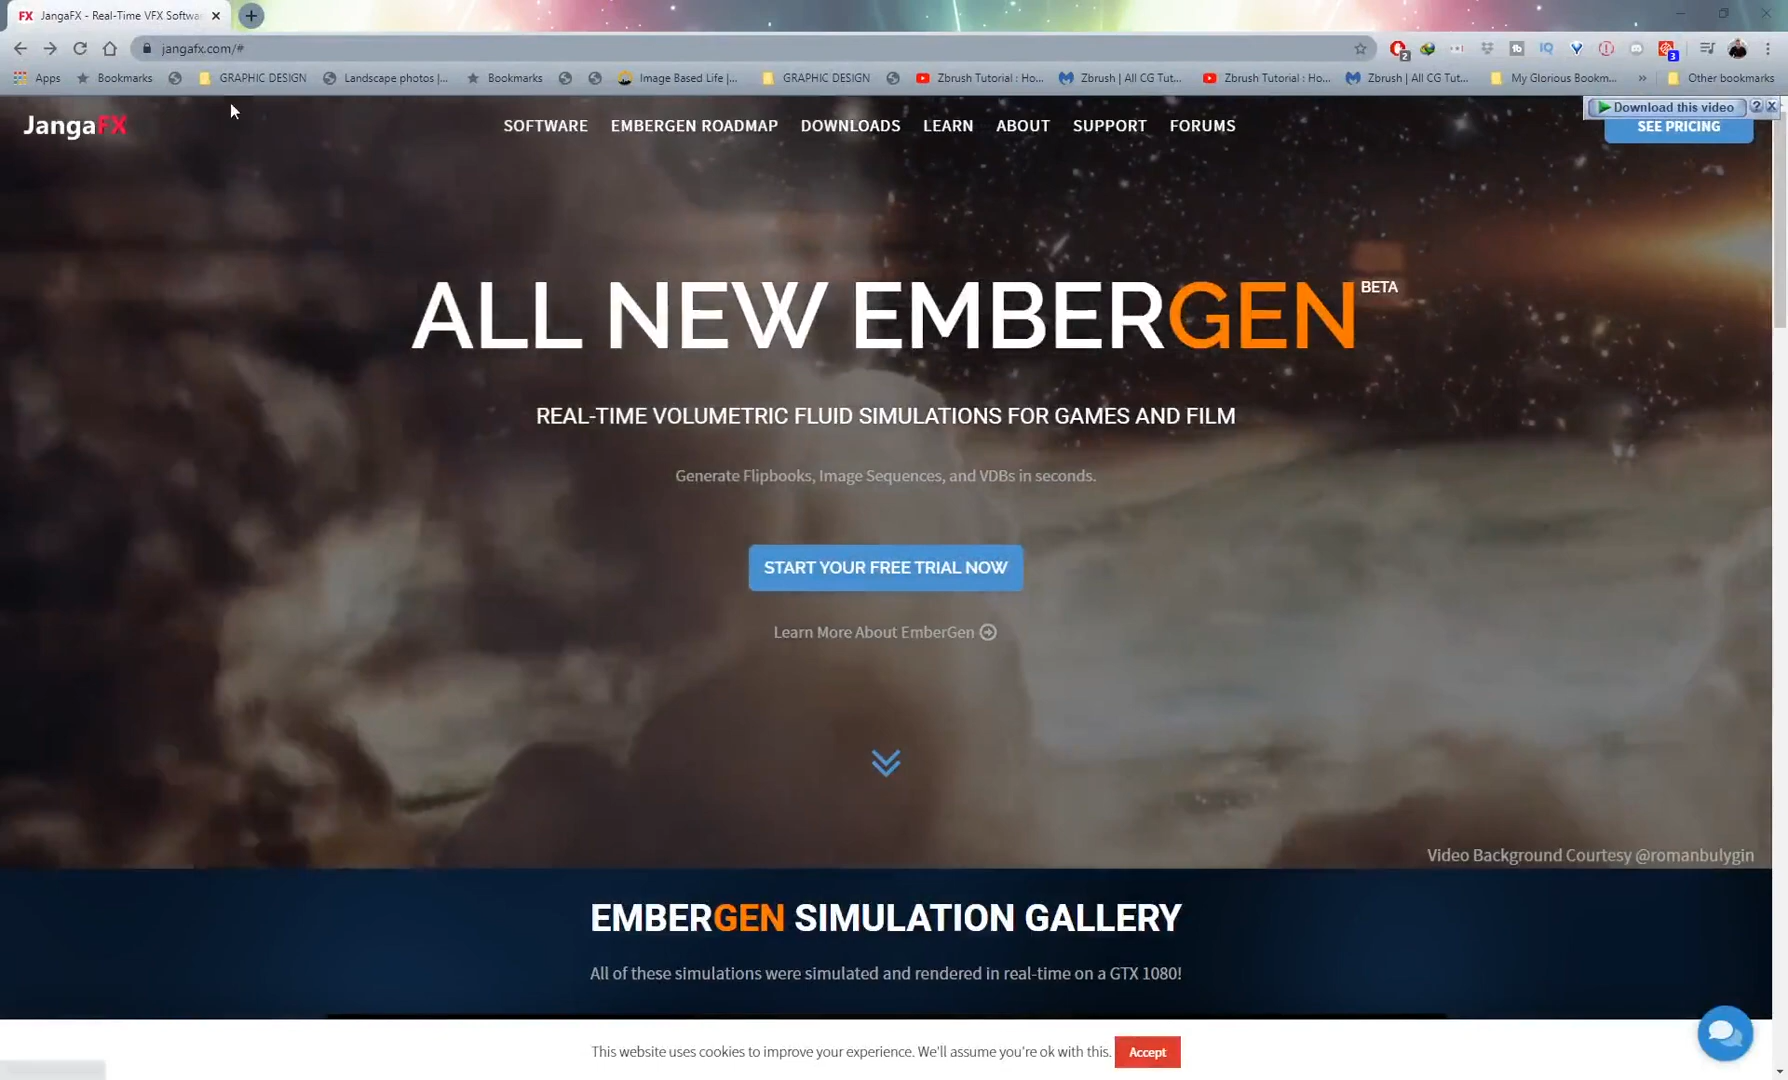 FX JangaFX - Real-Time VFX Softwa
jangafx.com/#
2
3
Apps Bookmarks GRAPHIC DESIGN Landscape photos |... Bookmarks Image Based Life |... GRAPHIC DESIGN Zbrush Tutorial : Ho... Zbrush | All CG Tut... Zbrush Tutorial : Ho... Zbrush | All CG Tut... My Glorious Bookm... » Other bookmarks
Download this video ? X
JangaFX SOFTWARE EMBERGEN ROADMAP DOWNLOADS LEARN ABOUT SUPPORT FORUMS SEE PRICING
ALL NEW EMBERGEN BETA
REAL-TIME VOLUMETRIC FLUID SIMULATIONS FOR GAMES AND FILM
Generate Flipbooks, Image Sequences, and VDBs in seconds.
START YOUR FREE TRIAL NOW
Learn More About EmberGen
Video Background Courtesy @romanbulygin
EMBERGEN SIMULATION GALLERY
All of these simulations were simulated and rendered in real-time on a GTX 1080!
This website uses cookies to improve your experience. We'll assume you're ok with this. Accept